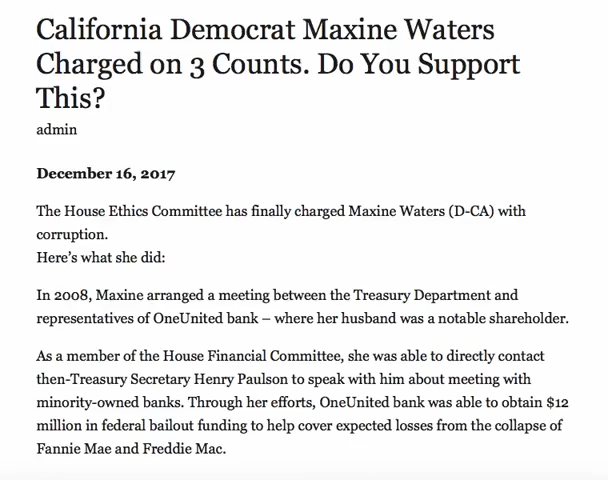 California Democrat Maxine Waters
Charged on 3 Counts. Do You Support
This?
admin
December 16, 2017
The House Ethics Committee has finally charged Maxine Waters (D-CA) with
corruption.
Here's what she did:
In 2008, Maxine arranged a meeting between the Treasury Department and
representatives of OneUnited bank – where her husband was a notable shareholder.
As a member of the House Financial Committee, she was able to directly contact
then-Treasury Secretary Henry Paulson to speak with him about meeting with
minority-owned banks. Through her efforts, OneUnited bank was able to obtain $12
million in federal bailout funding to help cover expected losses from the collapse of
Fannie Mae and Freddie Mac.